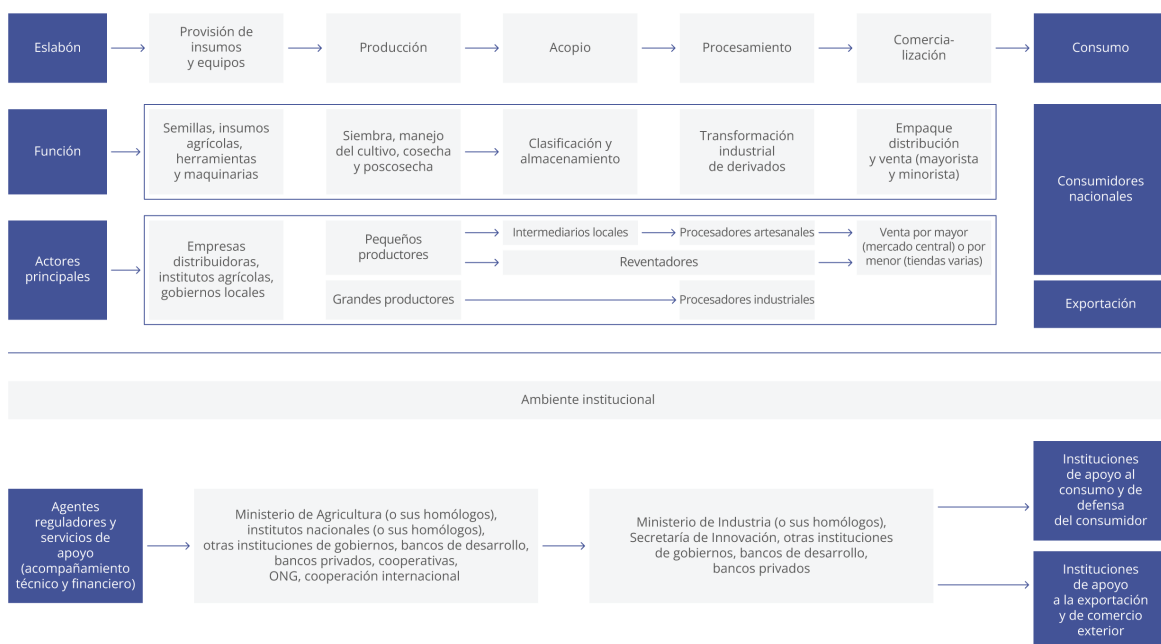 Eslabón
Provisión de
insumos
y equipos
Producción
Acopio
Procesamiento
Comercia-
lización
Consumo
Función
Semillas, insumos
agrícolas,
herramientas
y maquinarias
Siembra, manejo
del cultivo, cosecha
y poscosecha
Clasificación y
almacenamiento
Transformación
industrial
de derivados
Empaque
distribución
y venta (mayorista
y minorista)
Consumidores
nacionales
Actores
principales
Empresas
distribuidoras,
institutos agrícolas,
gobiernos locales
Pequeños
productores
Intermediarios locales
Procesadores artesanales
Reventadores
Venta por mayor
(mercado central) o por
menor (tiendas varias)
Grandes productores
Procesadores industriales
Exportación
Ambiente institucional
Agentes
reguladores y
servicios de
apoyo
(acompañamiento
técnico y financiero)
Ministerio de Agricultura (o sus homólogos),
institutos nacionales (o sus homólogos),
otras instituciones de gobiernos, bancos de desarrollo,
bancos privados, cooperativas,
ONG, cooperación internacional
Ministerio de Industria (o sus homólogos),
Secretaría de Innovación, otras instituciones
de gobiernos, bancos de desarrollo,
bancos privados
Instituciones
de apoyo al
consumo y de
defensa
del consumidor
Instituciones
de apoyo
a la exportación
y de comercio
exterior